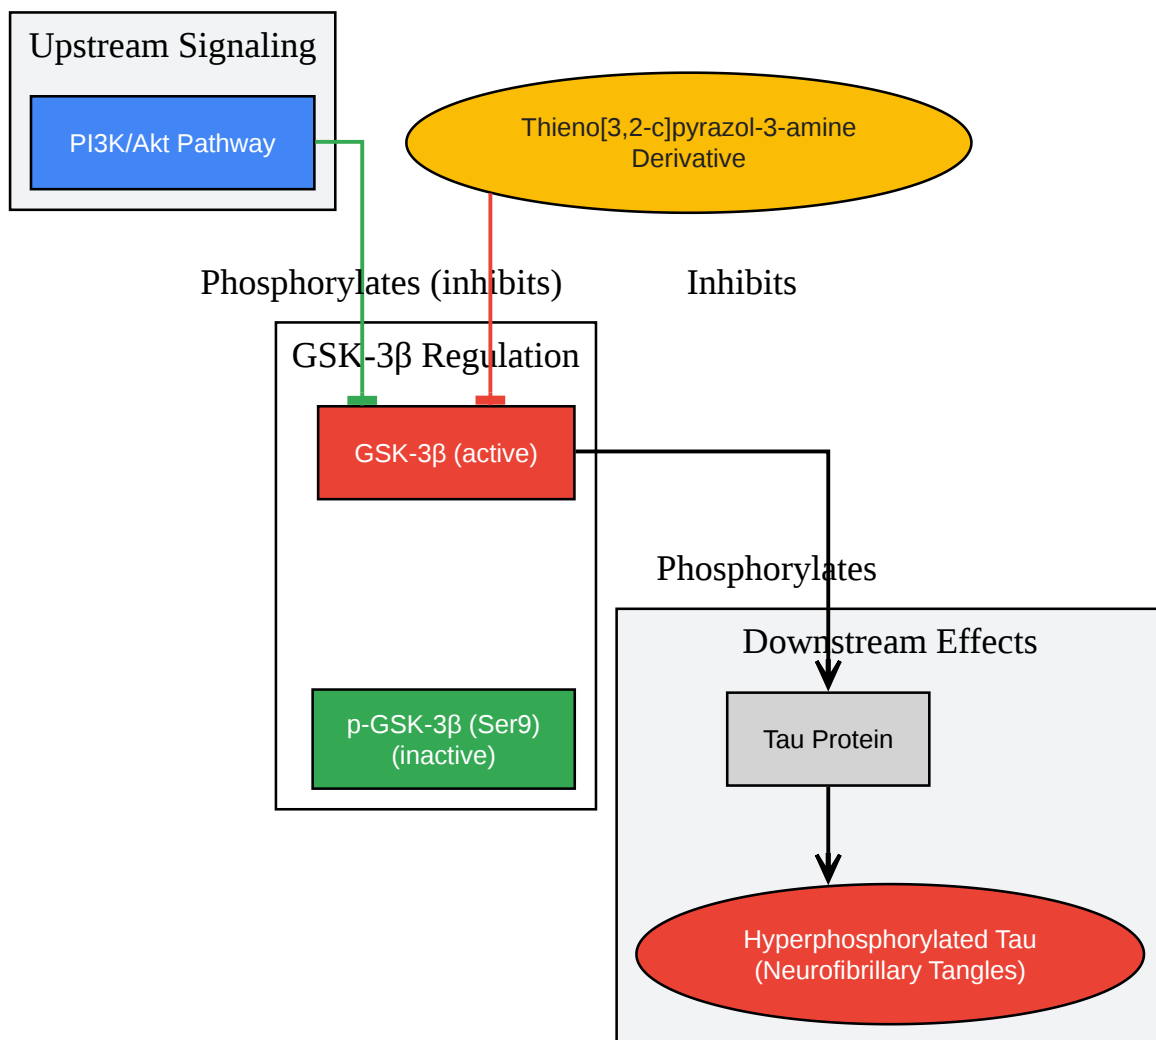 Upstream Signaling
PI3K/Akt Pathway
Thieno[3,2-c]pyrazol-3-amine
Derivative
Phosphorylates (inhibits)
Inhibits
GSK-3β Regulation
GSK-3β (active)
Phosphorylates
Downstream Effects
p-GSK-3β (Ser9)
(inactive)
Tau Protein
Hyperphosphorylated Tau
(Neurofibrillary Tangles)